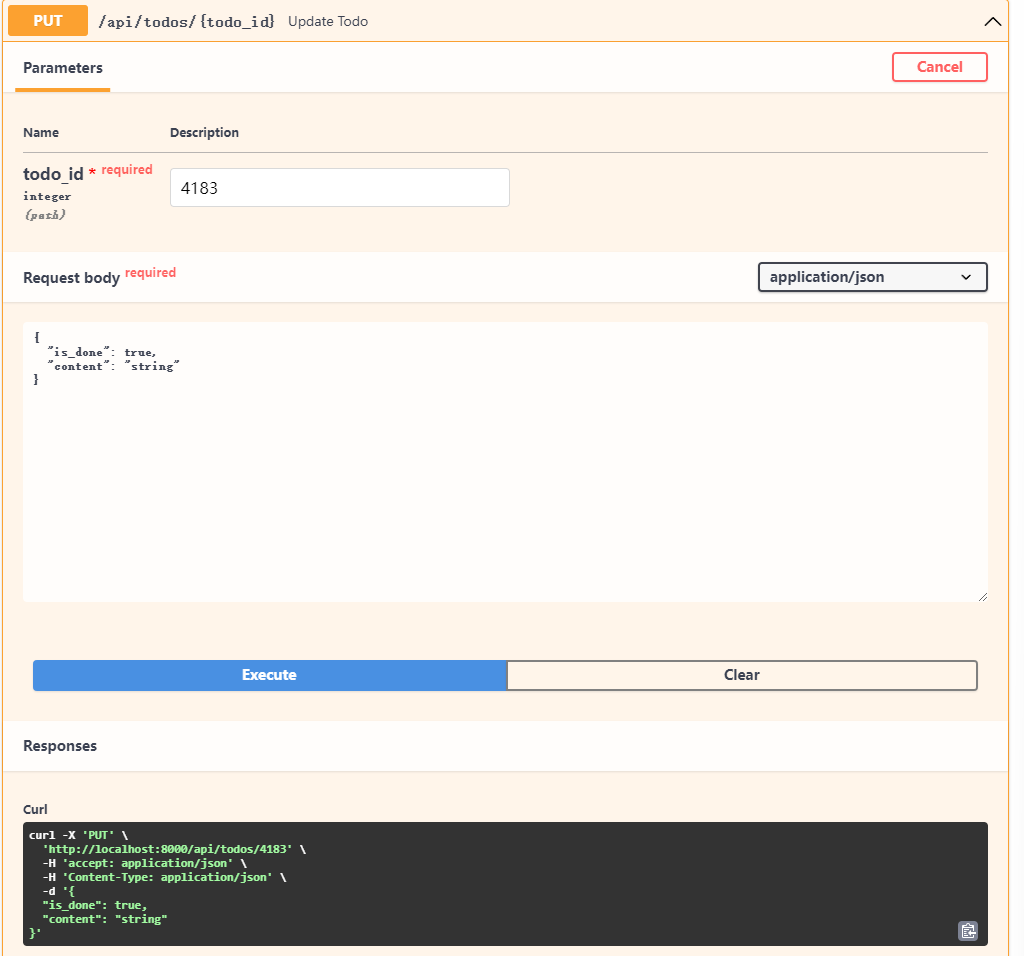 PUT /api/todos/{todo_id} Update Todo
Parameters Cancel
Name Description
todo_id * required 4183
integer
(path)
Request body required application/json
{
  "is_done": true,
  "content": "string"
}
Execute Clear
Responses
Curl
curl -X 'PUT' \
  'http://localhost:8000/api/todos/4183' \
  -H 'accept: application/json' \
  -H 'Content-Type: application/json' \
  -d '{
  "is_done": true,
  "content": "string"
}'